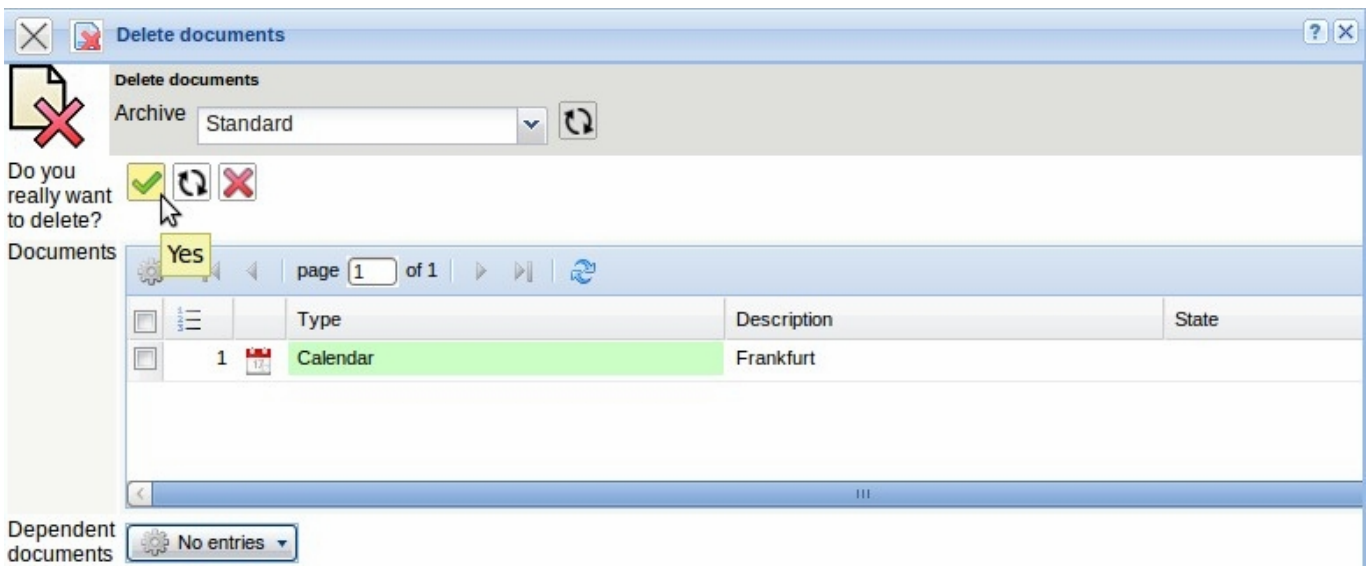 Delete documents
Delete documents
Archive Standard
Do you
really want
to delete?
Yes
Documents
page 1 of 1
Type Description State
1 Calendar Frankfurt
Dependent
documents
No entries